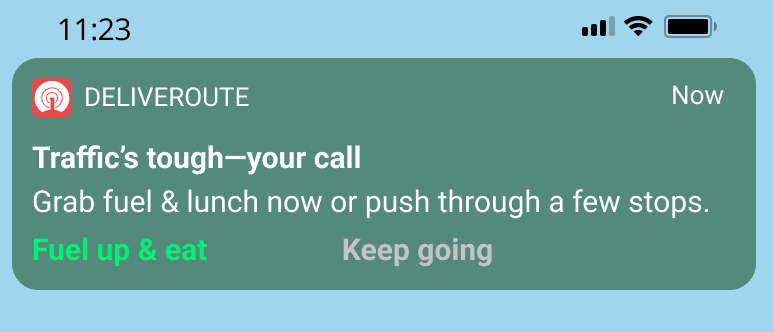 11:23
DELIVEROUTE Now
Traffic’s tough—your call
Grab fuel & lunch now or push through a few stops.
Fuel up & eat Keep going